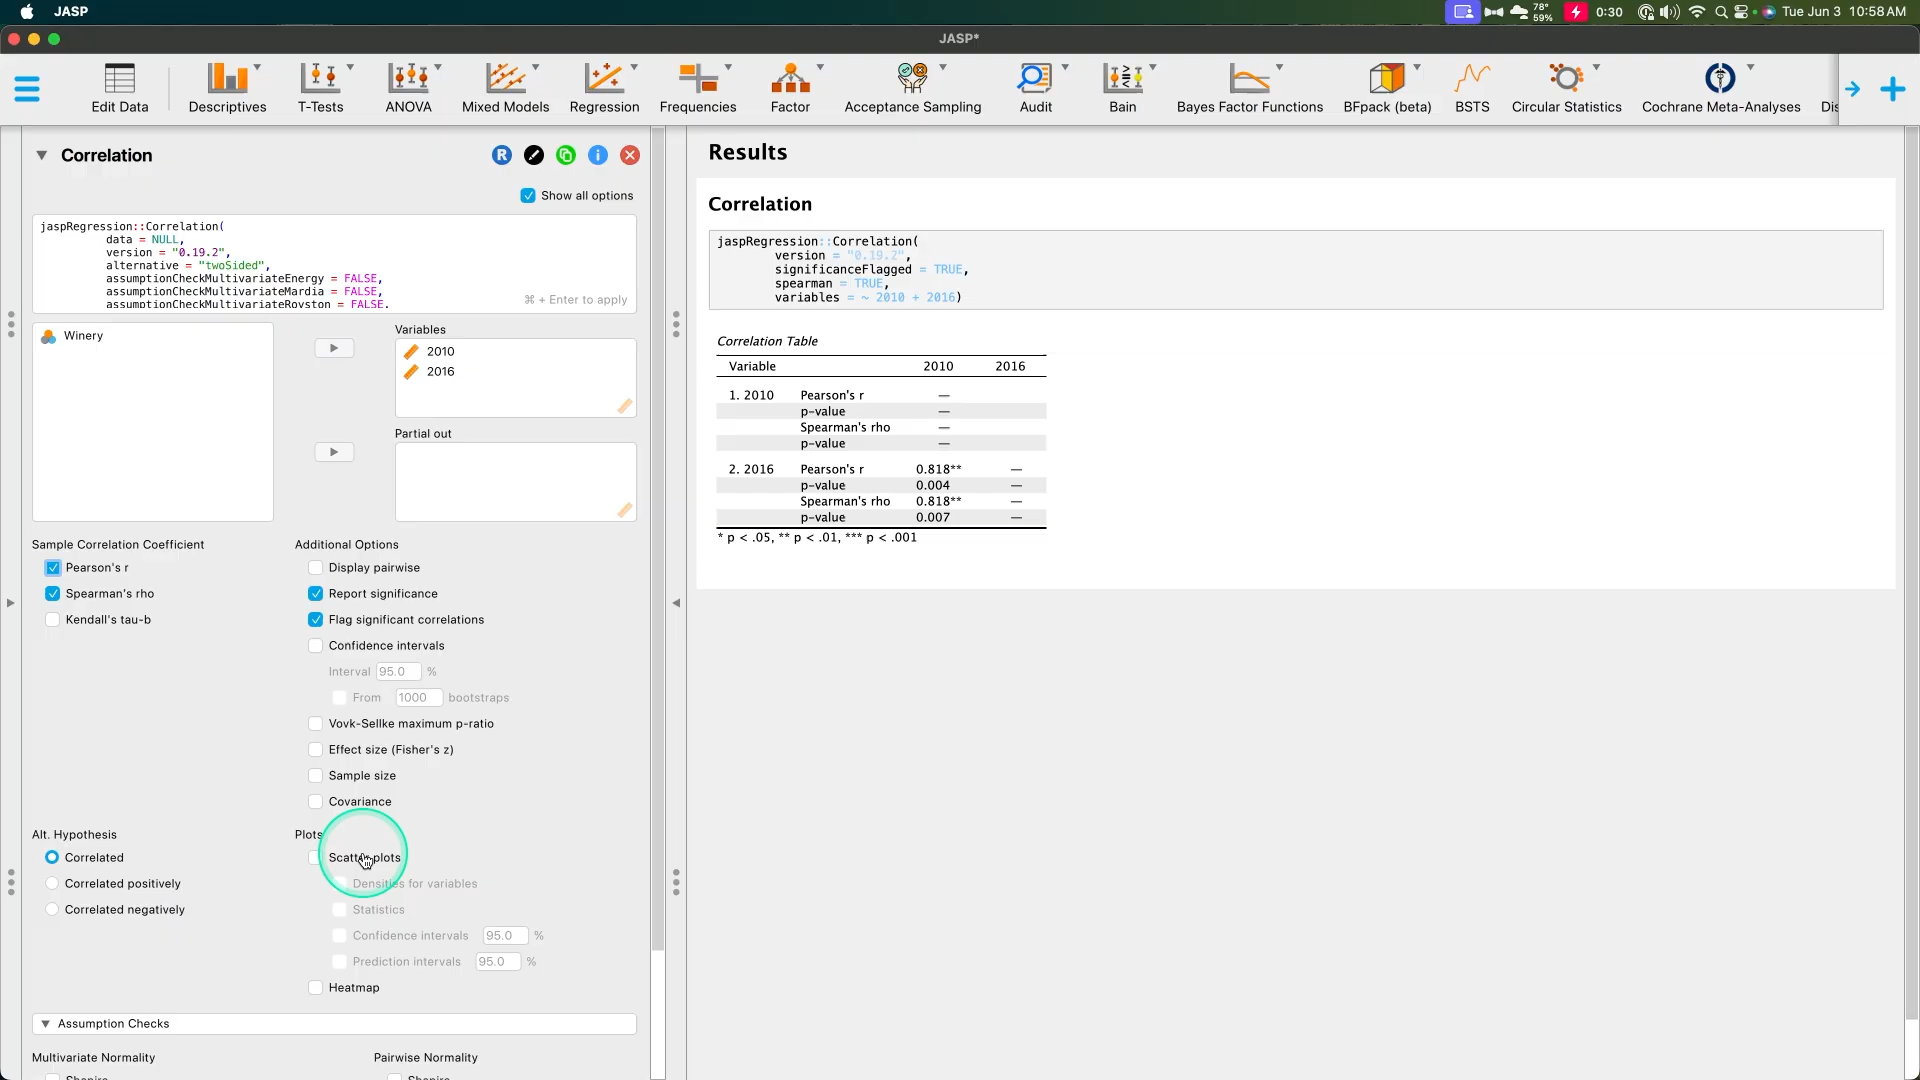 JASP
78°
59%
0:30
Tue Jun 3 10:58 AM
JASP*
Edit Data
Descriptives
T-Tests
ANOVA
Mixed Models
Regression
Frequencies
Factor
Acceptance Sampling
Audit
Bain
Bayes Factor Functions
BFpack (beta)
BSTS
Circular Statistics
Cochrane Meta-Analyses
Dis
Correlation
R
i
Show all options
jaspRegression::Correlation(
data = NULL,
version = "0.19.2",
alternative = "twoSided",
assumptionCheckMultivariateEnergy = FALSE,
assumptionCheckMultivariateMardia = FALSE,
assumptionCheckMultivariateRoyston = FALSE,
⌘ + Enter to apply
Winery
Variables
2010
2016
Partial out
Sample Correlation Coefficient
Pearson's r
Spearman's rho
Kendall's tau-b
Additional Options
Display pairwise
Report significance
Flag significant correlations
Confidence intervals
Interval 95.0 %
From 1000 bootstraps
Vovk-Sellke maximum p-ratio
Effect size (Fisher's z)
Sample size
Covariance
Alt. Hypothesis
Correlated
Correlated positively
Correlated negatively
Plots
Scatter plots
Densities for variables
Statistics
Confidence intervals 95.0 %
Prediction intervals 95.0 %
Heatmap
Assumption Checks
Multivariate Normality
Shapiro
Pairwise Normality
Shapiro
Results
Correlation
jaspRegression::Correlation(
version = "0.19.2",
significanceFlagged = TRUE,
spearman = TRUE,
variables = ~ 2010 + 2016)
Correlation Table
Variable 2010 2016
1. 2010 Pearson's r —
p-value —
Spearman's rho —
p-value —
2. 2016 Pearson's r 0.818** —
p-value 0.004 —
Spearman's rho 0.818** —
p-value 0.007 —
* p < .05, ** p < .01, *** p < .001